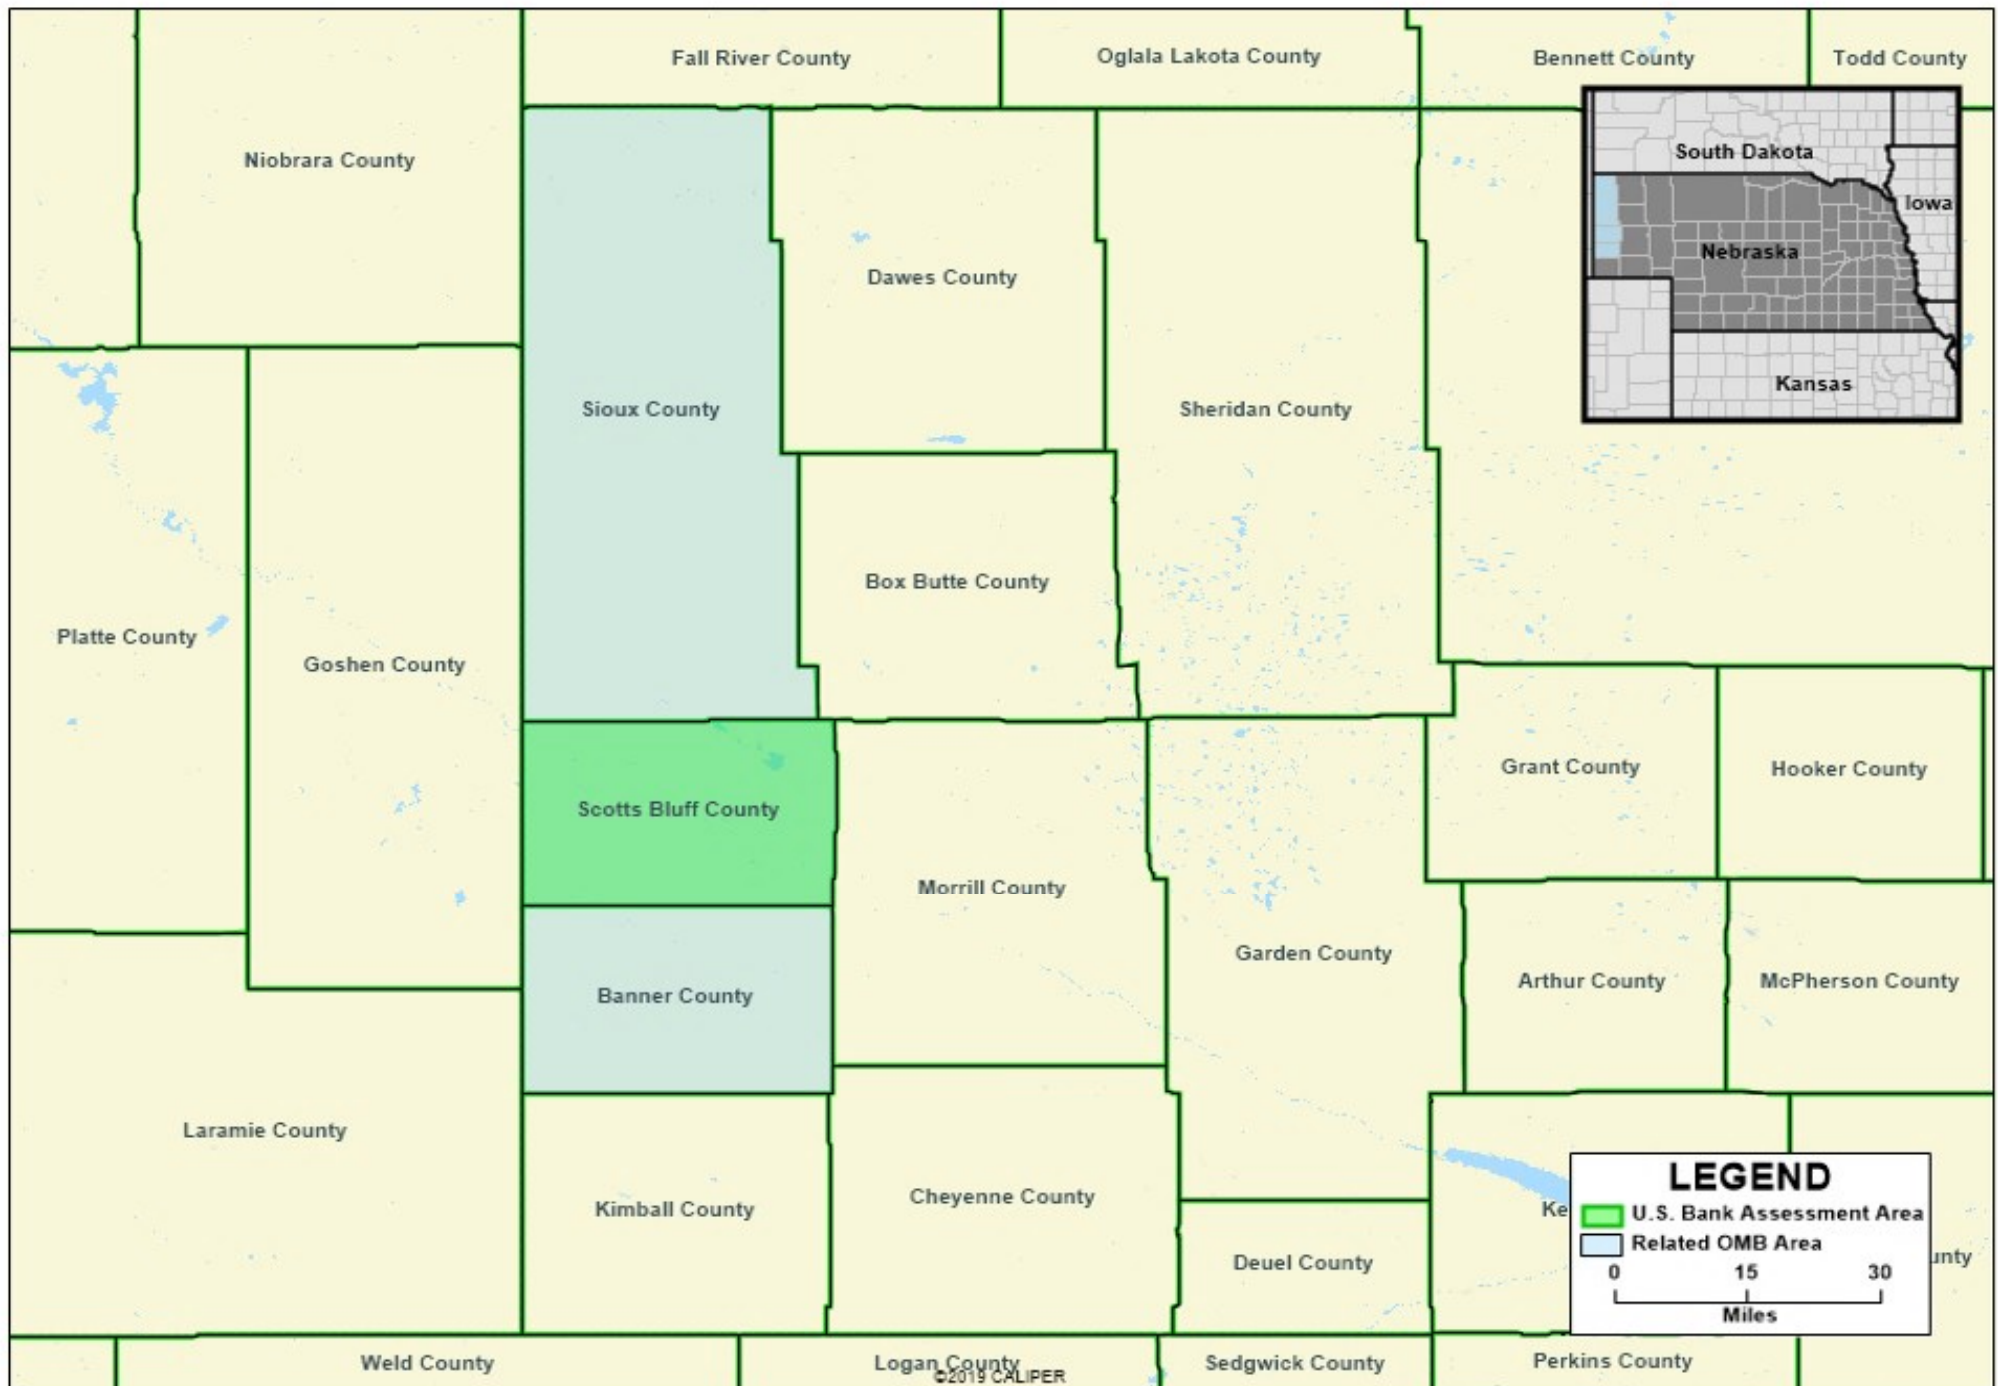 Fall River County
Oglala Lakota County
Bennett County
Todd County
Niobrara County
South Dakota
Iowa
Nebraska
Kansas
Dawes County
Sioux County
Sheridan County
Box Butte County
Platte County
Goshen County
Grant County
Hooker County
Scotts Bluff County
Morrill County
Garden County
Arthur County
McPherson County
Banner County
Laramie County
Kimball County
Cheyenne County
Deuel County
Ke
unty
LEGEND
U.S. Bank Assessment Area
Related OMB Area
0 15 30
Miles
Weld County
Logan County
Sedgwick County
Perkins County
©2019 CALIPER